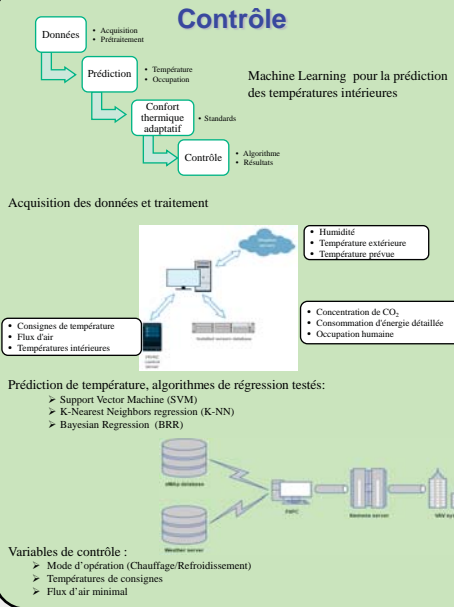 Contrôle
Données
• Acquisition
• Prétraitement
Prédiction
• Température
• Occupation
Machine Learning pour la prédiction
des températures intérieures
Confort
thermique
adaptatif
• Standards
Contrôle
• Algorithme
• Résultats
Acquisition des données et traitement
• Humidité
• Température extérieure
• Température prévue
• Consignes de température
• Flux d'air
• Températures intérieures
• Concentration de CO₂
• Consommation d'énergie détaillée
• Occupation humaine
Prédiction de température, algorithmes de régression testés:
➢ Support Vector Machine (SVM)
➢ K-Nearest Neighbors regression (K-NN)
➢ Bayesian Regression (BRR)
Weather server
Remote server
Variables de contrôle :
➢ Mode d'opération (Chauffage/Refroidissement)
➢ Températures de consignes
➢ Flux d'air minimal